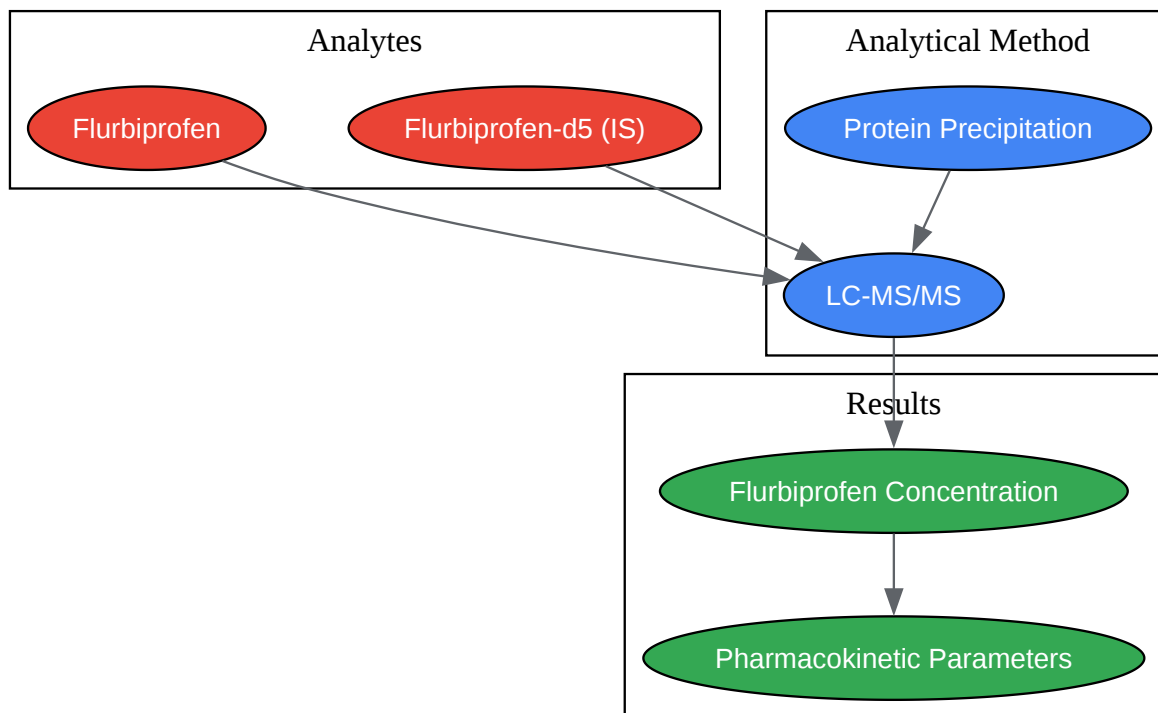 Analytes
Flurbiprofen
Flurbiprofen-d5 (IS)
Analytical Method
Protein Precipitation
LC-MS/MS
Results
Flurbiprofen Concentration
Pharmacokinetic Parameters